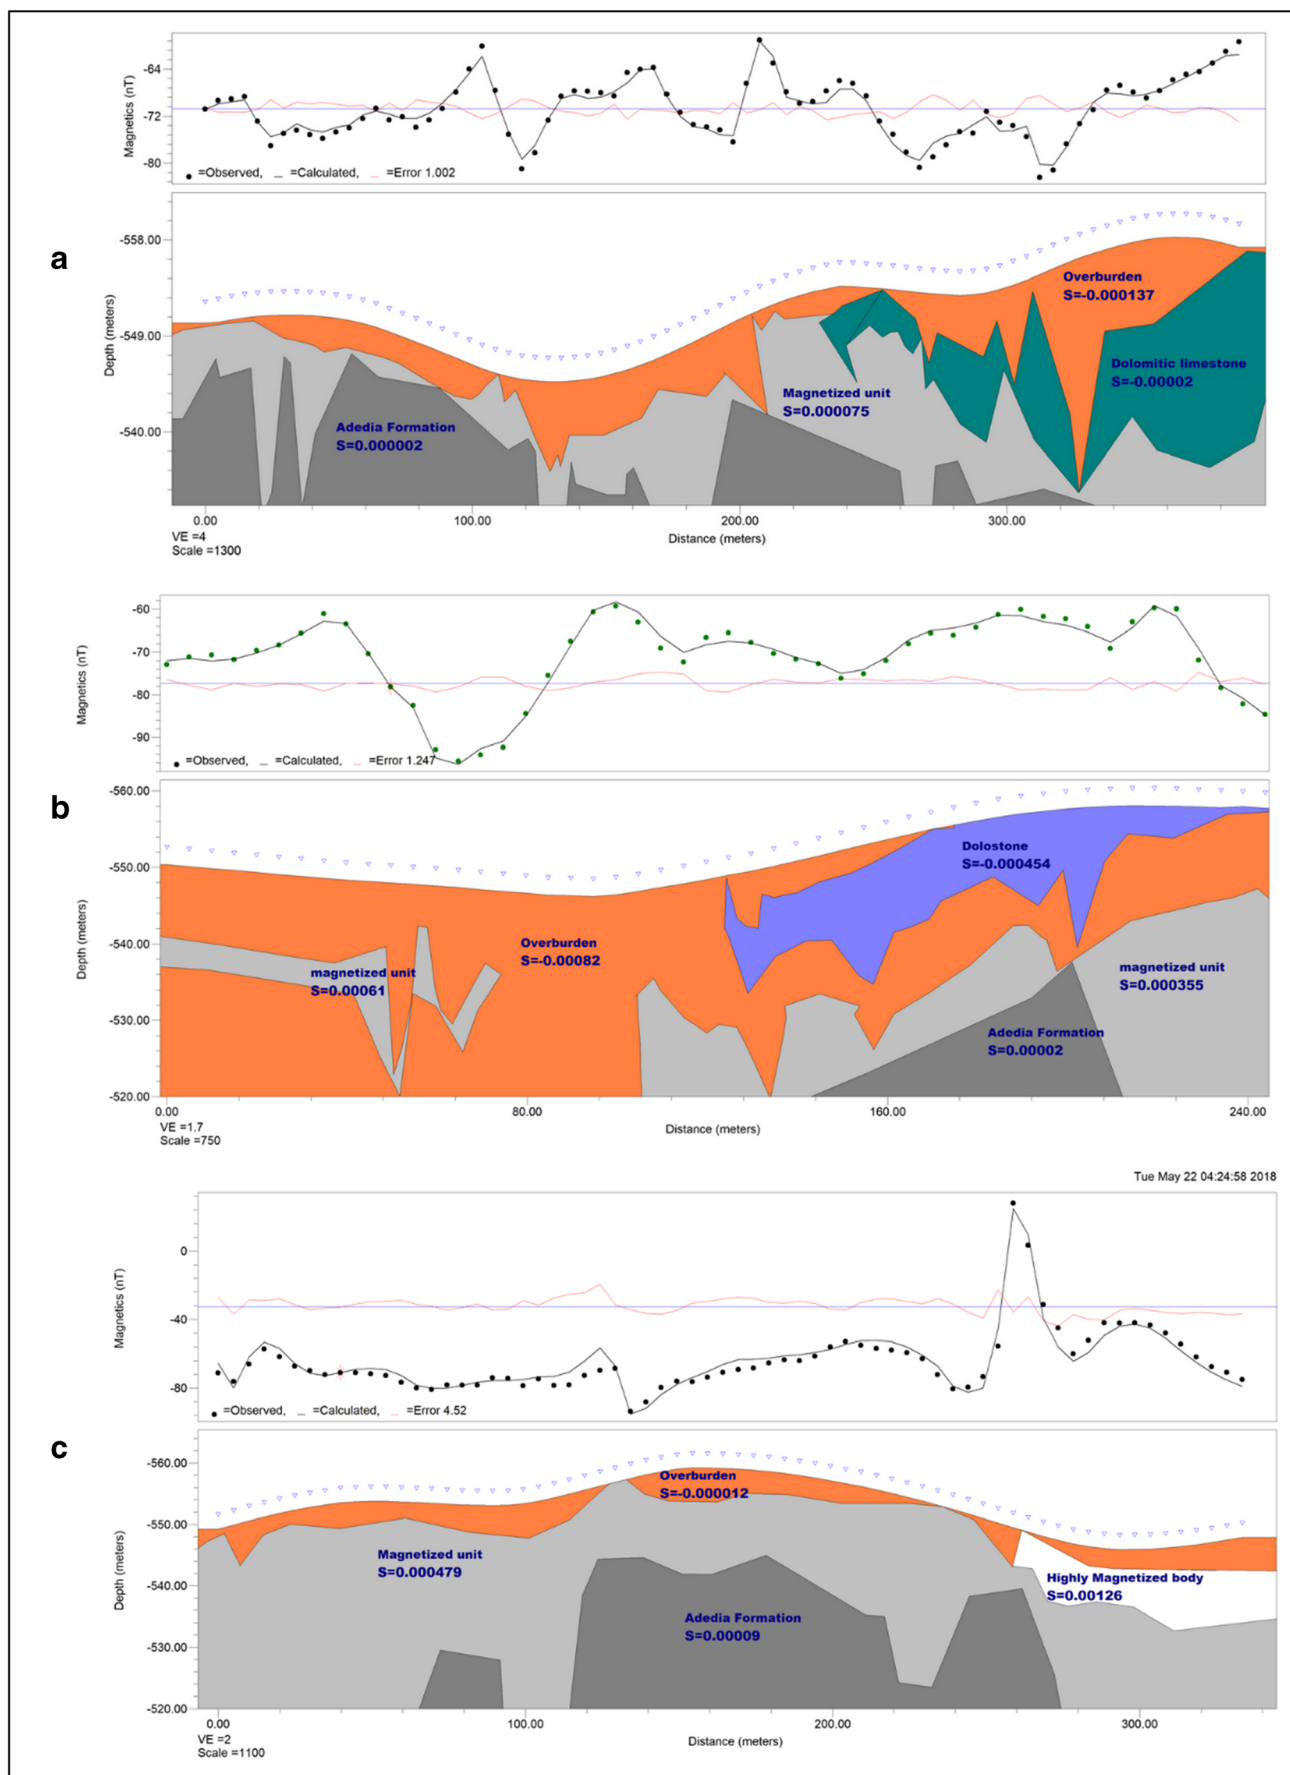 a
Magnetics (nT)
-64
-72
-80
=Observed, =Calculated, =Error 1.002
Depth (meters)
-558.00
-549.00
-540.00
Overburden
S=-0.000137
Dolomitic limestone
S=-0.00002
Magnetized unit
S=0.000075
Adedia Formation
S=0.000002
0.00 100.00 200.00 300.00
Distance (meters)
VE =4
Scale =1300
b
Magnetics (nT)
-60
-70
-80
-90
=Observed, =Calculated, =Error 1.247
Depth (meters)
-560.00
-550.00
-540.00
-530.00
-520.00
Dolostone
S=-0.000454
Overburden
S=-0.00082
magnetized unit
S=0.00061
magnetized unit
S=0.000355
Adedia Formation
S=0.00002
0.00 80.00 160.00 240.00
Distance (meters)
VE =1.7
Scale =750
Tue May 22 04:24:58 2018
c
Magnetics (nT)
0
-40
-80
=Observed, =Calculated, =Error 4.52
Depth (meters)
-560.00
-550.00
-540.00
-530.00
-520.00
Overburden
S=-0.000012
Magnetized unit
S=0.000479
Highly Magnetized body
S=0.00126
Adedia Formation
S=0.00009
0.00 100.00 200.00 300.00
Distance (meters)
VE =2
Scale =1100